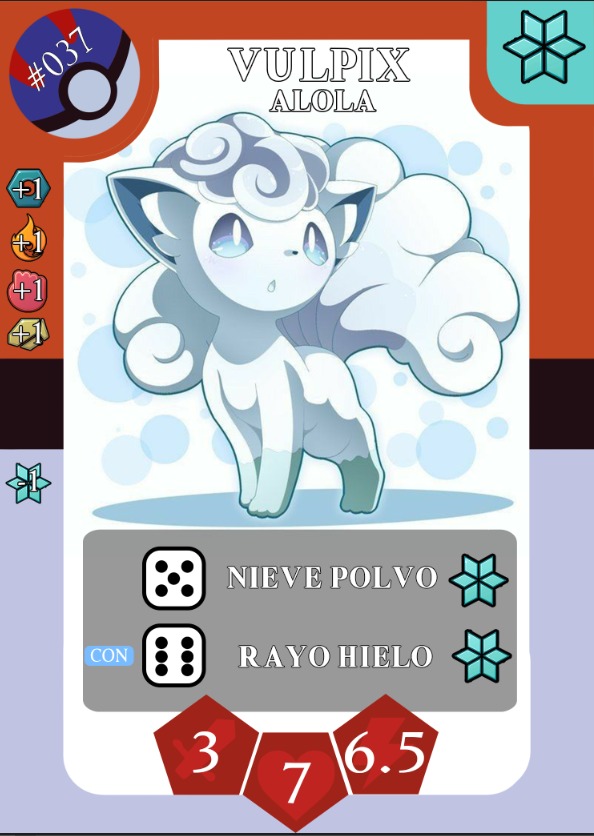 #037
VULPIX
ALOLA
+1
+1
+1
+1
-1
NIEVE POLVO
CON
RAYO HIELO
3
7
6.5